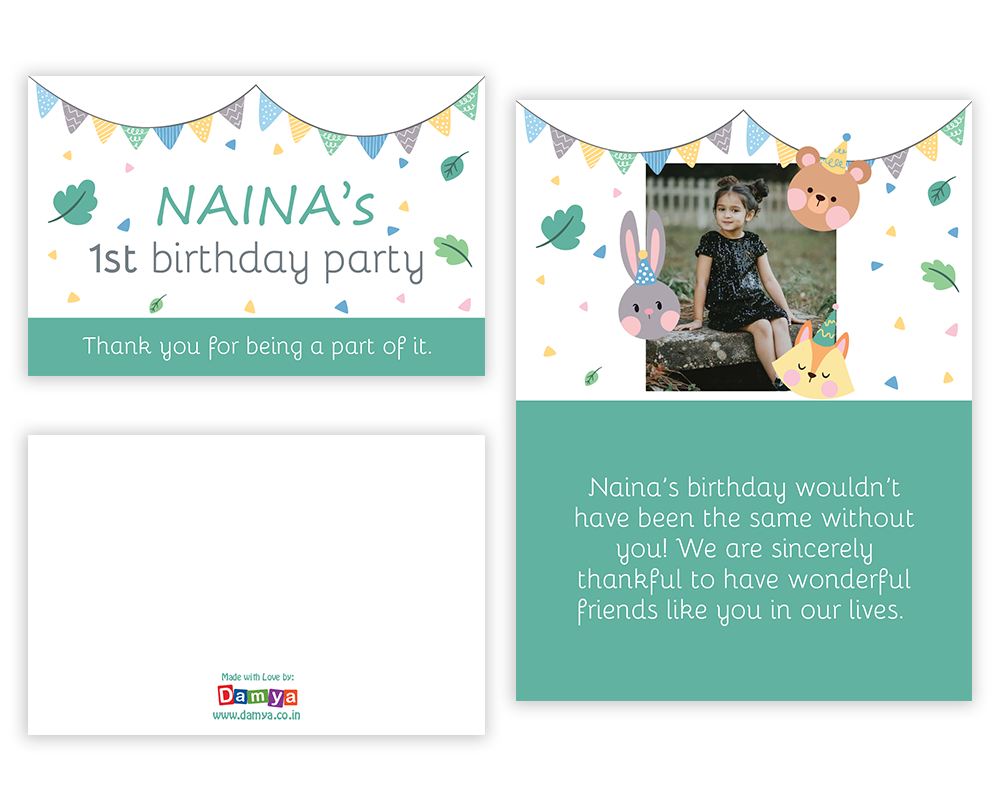 NAINA's
1st birthday party
Thank you for being a part of it.
Made with Love by:
Damya
www.damya.co.in
Naina's birthday wouldn't
have been the same without
you! We are sincerely
thankful to have wonderful
friends like you in our lives.